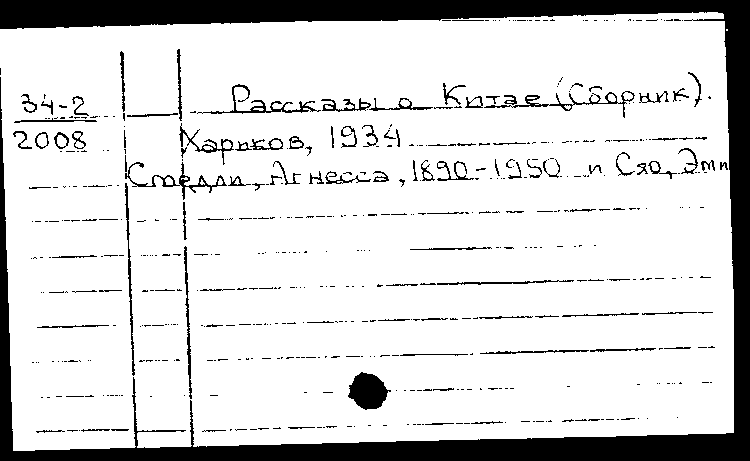 34-2 Рассказы о Китае (Сборник).
2008 Харьков, 1934
Смедли, Агнесса, 1890-1950 и Сяо, Эми